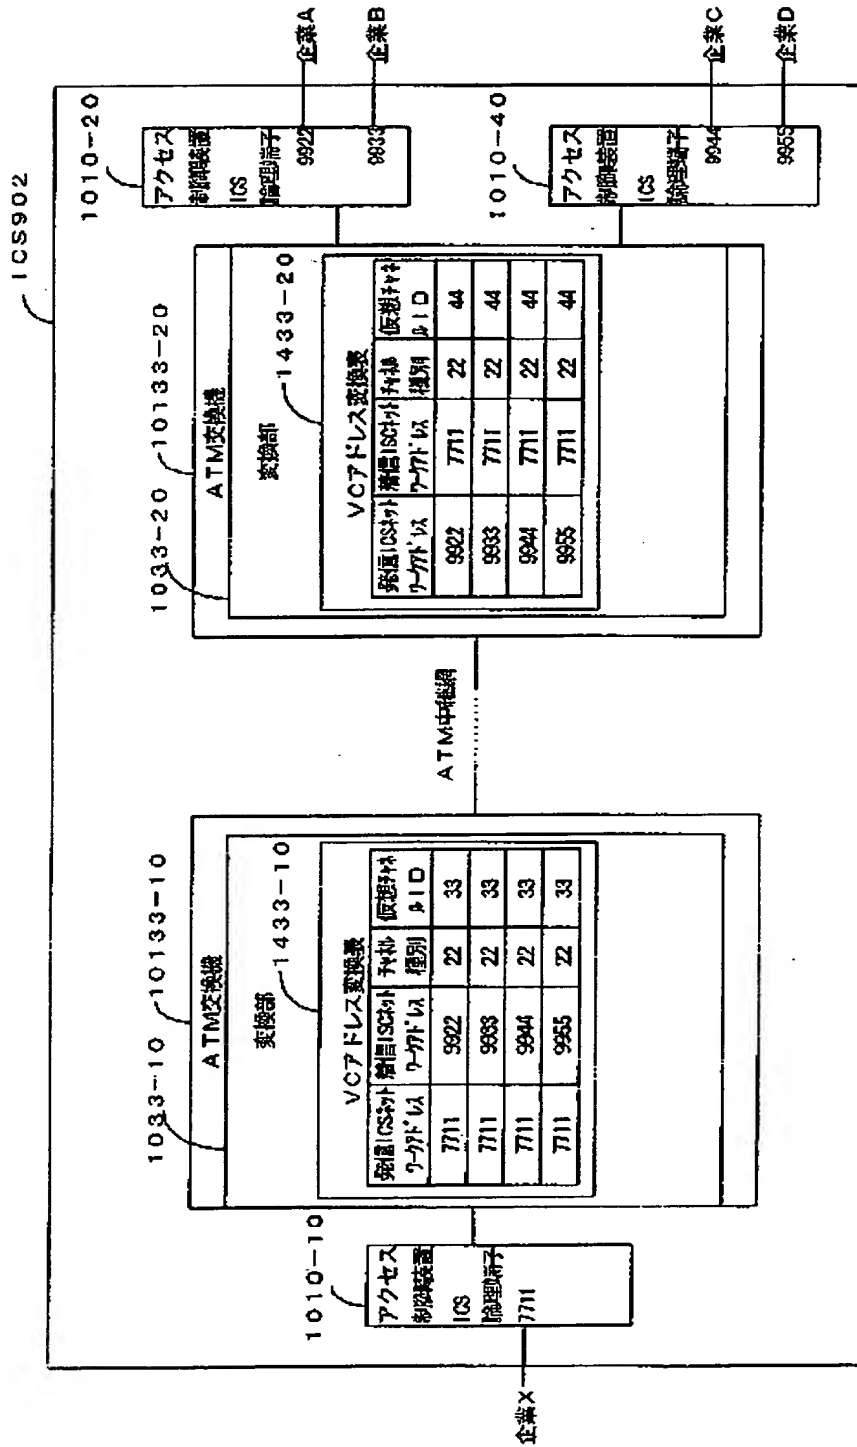 ICS902
1010-10
アクセス
制御装置
ICS
論理端子
7711
企業X
1033-10
10133-10
ATM交換機
変換部
1433-10
VCアドレス変換表
発信ICSネットワークアドレス 着信ISCネットワークアドレス チャネル種別 仮想チャネルID
7711 9922 22 33
7711 9933 22 33
7711 9944 22 33
7711 9955 22 33
ATM中継網
1033-20
10133-20
ATM交換機
変換部
1433-20
VCアドレス変換表
発信ICSネットワークアドレス 着信ISCネットワークアドレス チャネル種別 仮想チャネルID
9922 7711 22 44
9933 7711 22 44
9944 7711 22 44
9955 7711 22 44
1010-20
アクセス
制御装置
ICS
論理端子
9922
9933
企業A
企業B
1010-40
アクセス
制御装置
ICS
論理端子
9944
9955
企業C
企業D